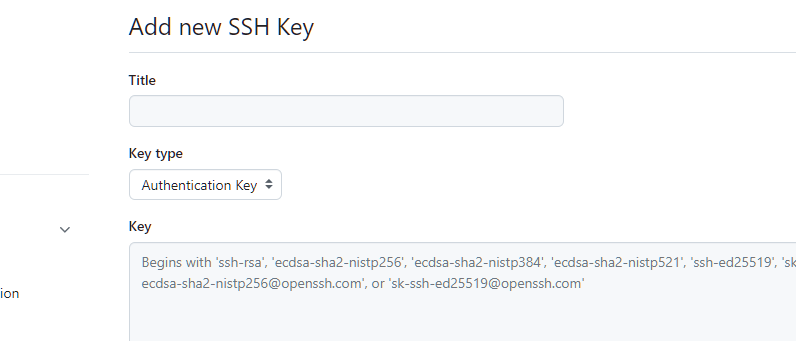 Add new SSH Key
Title
Key type
Authentication Key
Key
Begins with 'ssh-rsa', 'ecdsa-sha2-nistp256', 'ecdsa-sha2-nistp384', 'ecdsa-sha2-nistp521', 'ssh-ed25519', 'sk
ecdsa-sha2-nistp256@openssh.com', or 'sk-ssh-ed25519@openssh.com'
ion